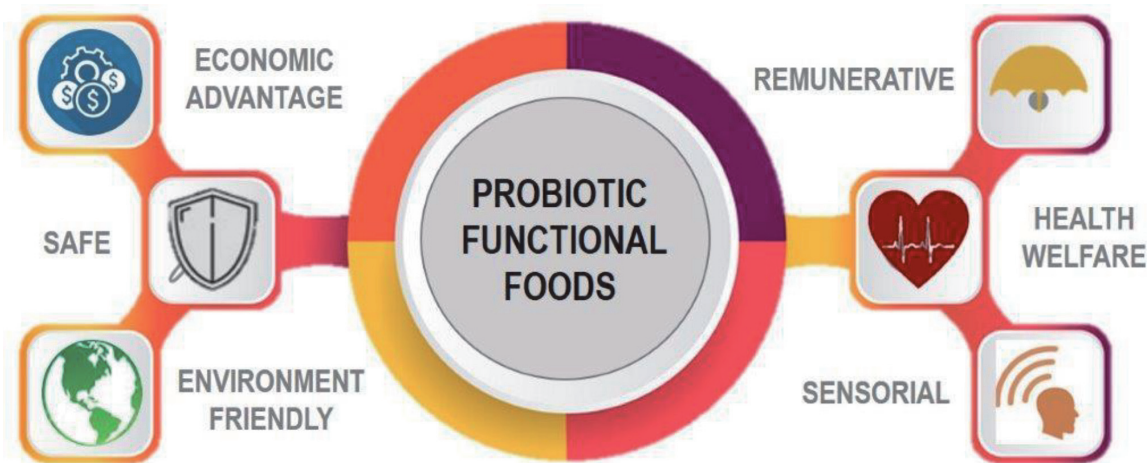 ECONOMIC
ADVANTAGE
SAFE
ENVIRONMENT
FRIENDLY
PROBIOTIC
FUNCTIONAL
FOODS
REMUNERATIVE
HEALTH
WELFARE
SENSORIAL